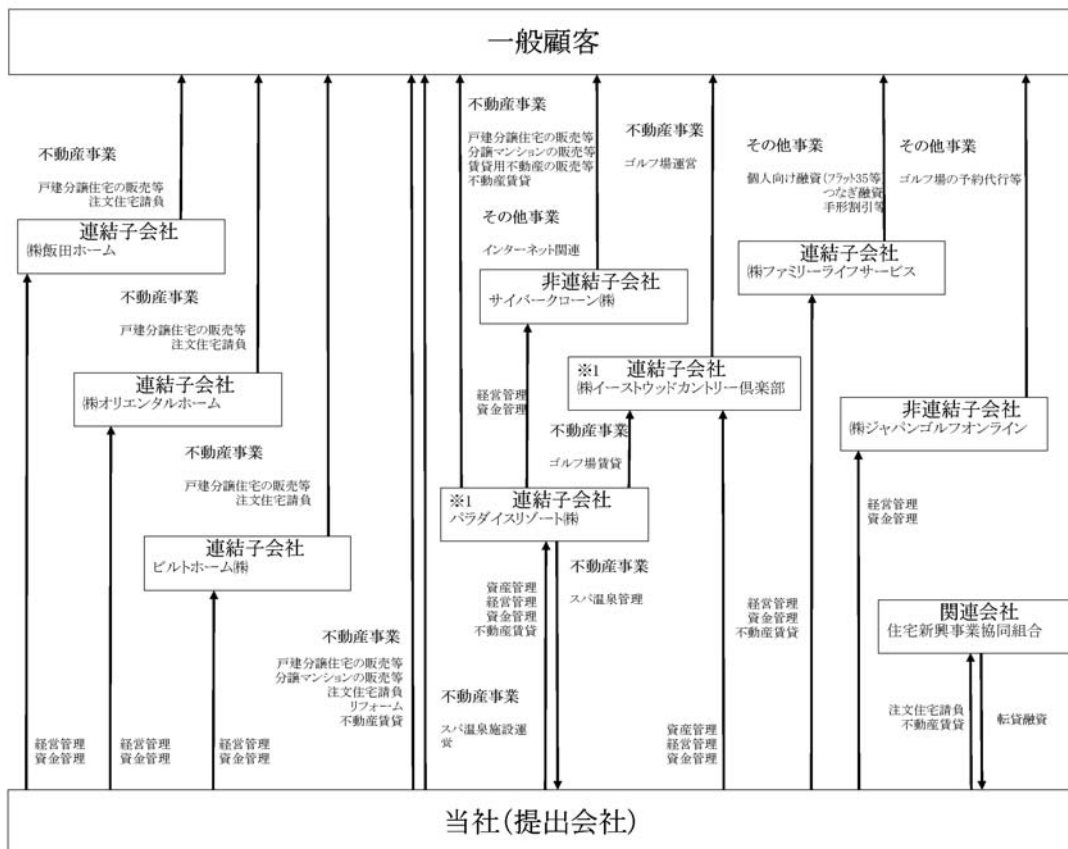 一般顧客
不動産事業
戸建分譲住宅の販売等
注文住宅請負
連結子会社
㈱飯田ホーム
不動産事業
戸建分譲住宅の販売等
注文住宅請負
連結子会社
㈱オリエンタルホーム
不動産事業
戸建分譲住宅の販売等
注文住宅請負
連結子会社
ビルトホーム㈱
不動産事業
戸建分譲住宅の販売等
分譲マンションの販売等
注文住宅請負
リフォーム
不動産賃貸
経営管理
資金管理
経営管理
資金管理
経営管理
資金管理
不動産事業
戸建分譲住宅の販売等
分譲マンションの販売等
賃貸用不動産の販売等
不動産賃貸
その他事業
インターネット関連
非連結子会社
サイバークローン㈱
経営管理
資金管理
※1 連結子会社
パラダイスリゾート㈱
資産管理
経営管理
資金管理
不動産賃貸
不動産事業
スパ温泉管理
不動産事業
スパ温泉施設運
営
不動産事業
ゴルフ場運営
※1 連結子会社
㈱イーストウッドカントリー倶楽部
不動産事業
ゴルフ場賃貸
資産管理
経営管理
資金管理
その他事業
個人向け融資(フラット35等
つなぎ融資
手形割引等
連結子会社
㈱ファミリーライフサービス
経営管理
資金管理
不動産賃貸
その他事業
ゴルフ場の予約代行等
非連結子会社
㈱ジャパンゴルフオンライン
経営管理
資金管理
関連会社
住宅新興事業協同組合
注文住宅請負
不動産賃貸
転貸融資
当社(提出会社)